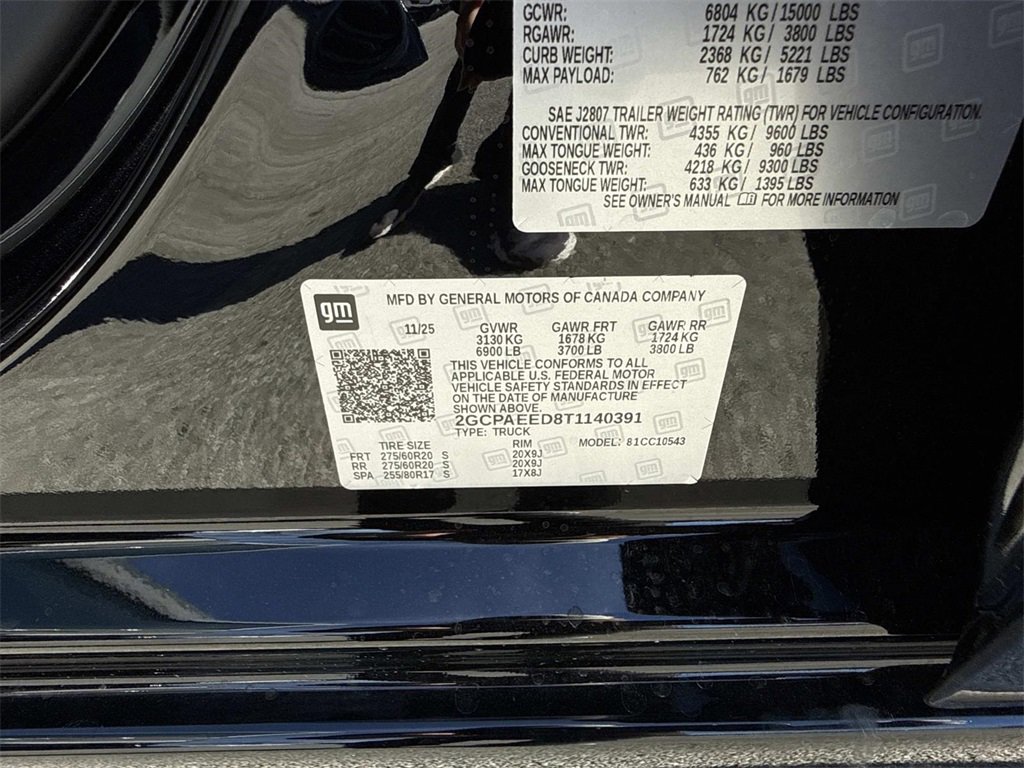 GCWR: 6804 KG/ 15000 LBS
RGAWR: 1724 KG/ 3800 LBS
CURB WEIGHT: 2368 KG/ 5221 LBS
MAX PAYLOAD: 762 KG/ 1679 LBS
SAE J2807 TRAILER WEIGHT RATING (TWR) FOR VEHICLE CONFIGURATION.
CONVENTIONAL TWR: 4355 KG/ 9600 LBS
MAX TONGUE WEIGHT: 436 KG/ 960 LBS
GOOSENECK TWR: 4218 KG/ 9300 LBS
MAX TONGUE WEIGHT: 633 KG/ 1395 LBS
SEE OWNER'S MANUAL FOR MORE INFORMATION
gm
MFD BY GENERAL MOTORS OF CANADA COMPANY
11/25 GVWR GAWR FRT GAWR RR
3130 KG 1678 KG 1724 KG
6900 LB 3700 LB 3800 LB
THIS VEHICLE CONFORMS TO ALL
APPLICABLE U.S. FEDERAL MOTOR
VEHICLE SAFETY STANDARDS IN EFFECT
ON THE DATE OF MANUFACTURE
SHOWN ABOVE.
2GCPAEED8T1140391
TYPE: TRUCK MODEL: 81CC10543
TIRE SIZE RIM
FRT 275/60R20 S 20X9J
RR 275/60R20 S 20X9J
SPA 255/80R17 S 17X8J